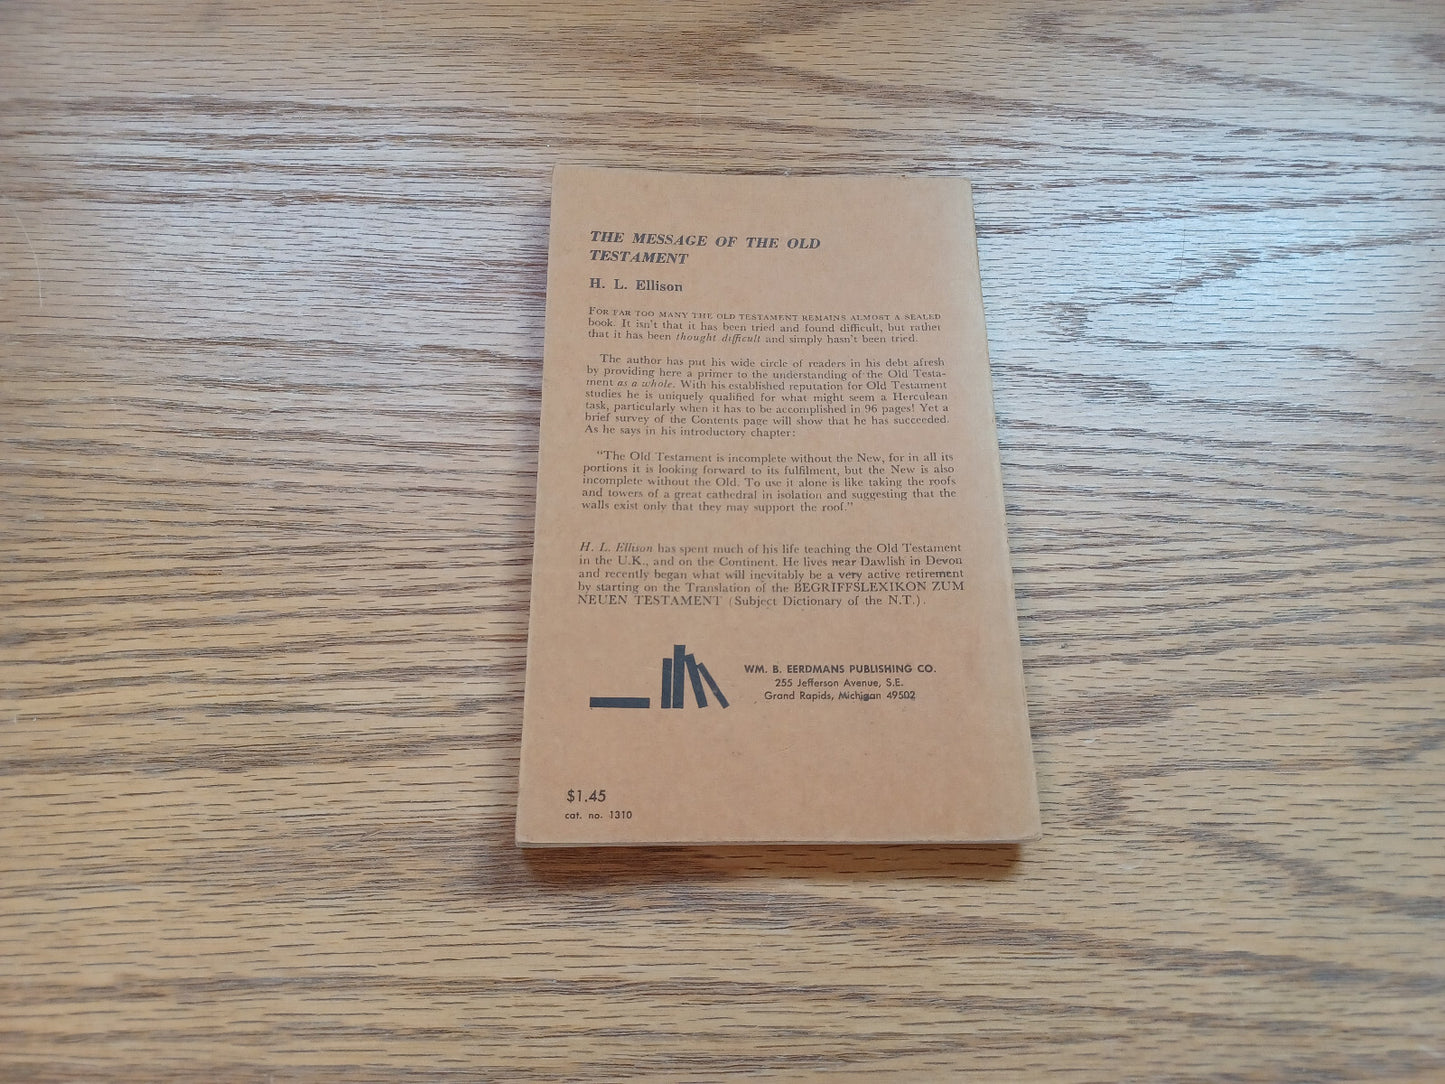 THE MESSAGE OF THE OLD
TESTAMENT
H. L. Ellison
FOR FAR TOO MANY THE OLD TESTAMENT REMAINS ALMOST A SEALED
book. It isn't that it has been tried and found difficult, but rather
that it has been thought difficult and simply hasn't been tried.
The author has put his wide circle of readers in his debt afresh
by providing here a primer to the understanding of the Old Testa-
ment as a whole. With his established reputation for Old Testament
studies he is uniquely qualified for what might seem a Herculean
task, particularly when it has to be accomplished in 96 pages! Yet a
brief survey of the Contents page will show that he has succeeded.
As he says in his introductory chapter:
"The Old Testament is incomplete without the New, for in all its
portions it is looking forward to its fulfilment, but the New is also
incomplete without the Old. To use it alone is like taking the roofs
and towers of a great cathedral in isolation and suggesting that the
walls exist only that they may support the roof."
H. L. Ellison has spent much of his life teaching the Old Testament
in the U.K., and on the Continent. He lives near Dawlish in Devon
and recently began what will inevitably be a very active retirement
by starting on the Translation of the BEGRIFFSLEXIKON ZUM
NEUEN TESTAMENT (Subject Dictionary of the N.T.).
WM. B. EERDMANS PUBLISHING CO.
255 Jefferson Avenue, S.E.
Grand Rapids, Michigan 49502
$1.45
cat. no. 1310